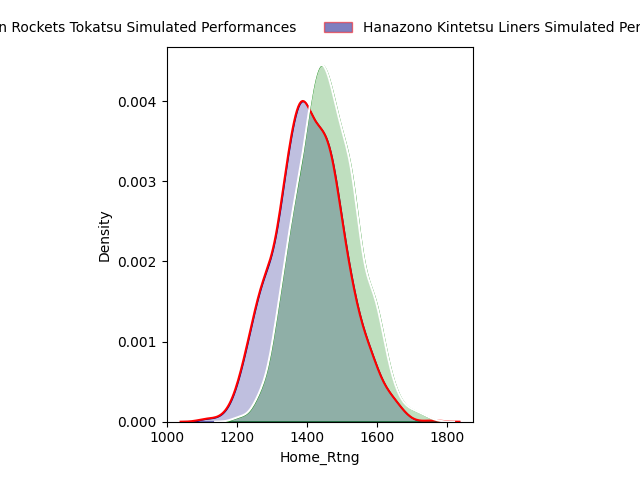 n Rockets Tokatsu Simulated Performances
Hanazono Kintetsu Liners Simulated Per
0.004
0.003
0.002
0.001
0.000
Density
1000 1200 1400 1600 1800
Home_Rtng